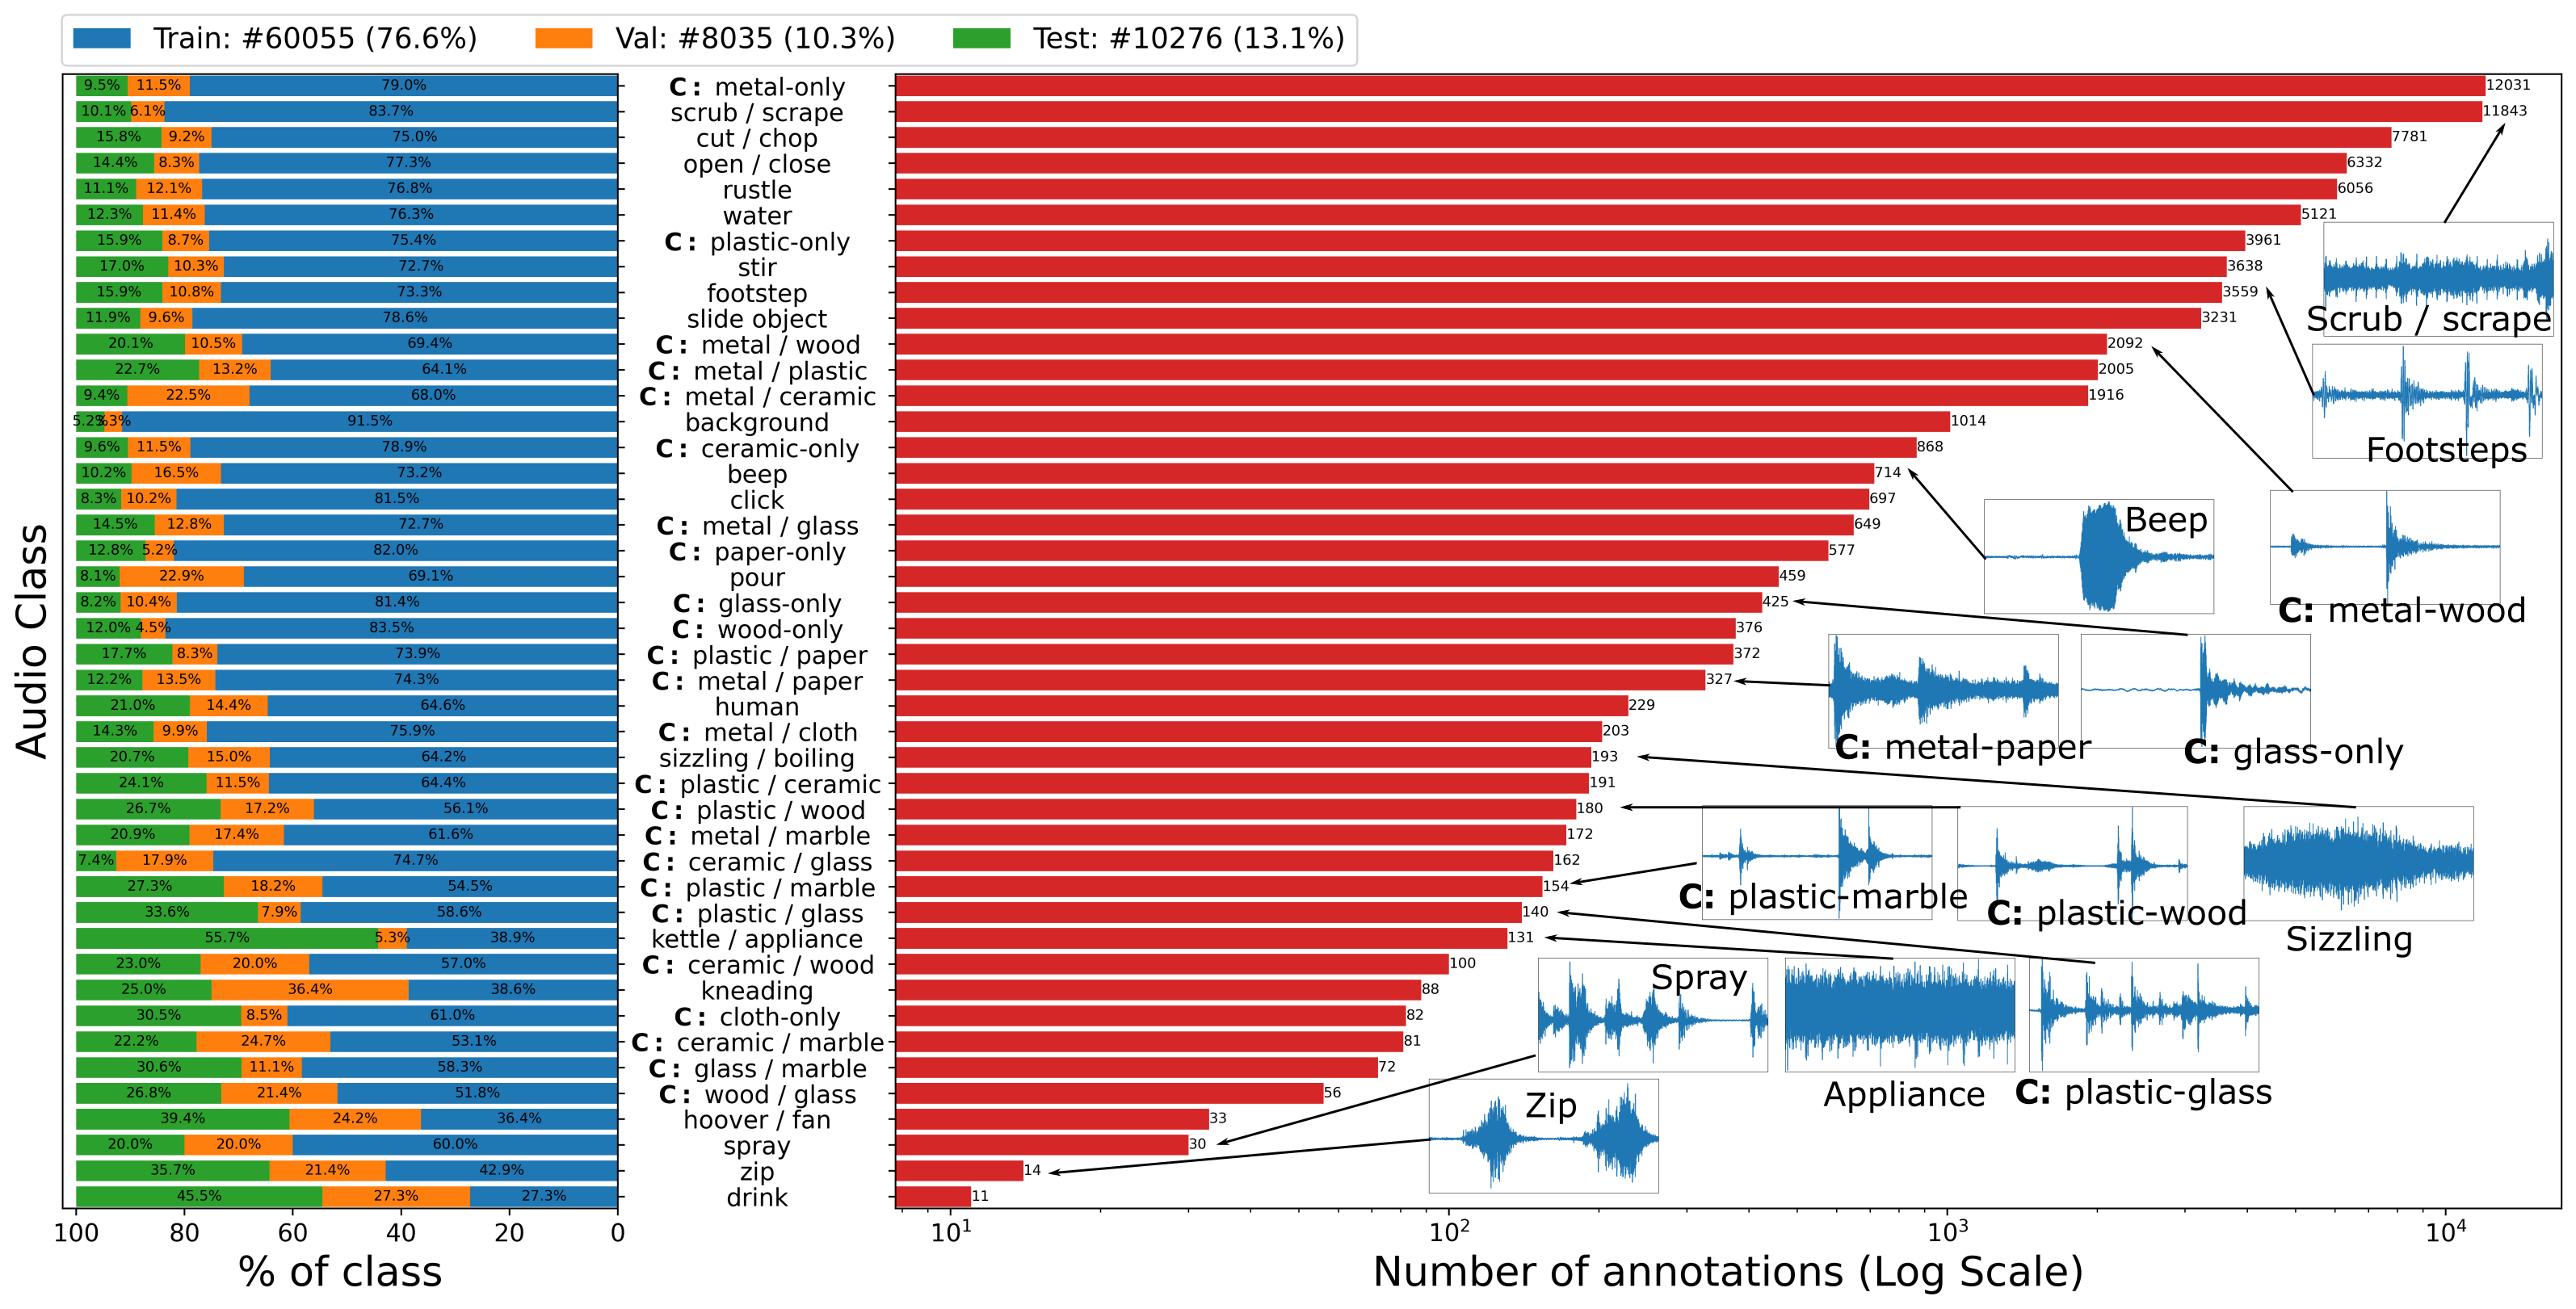 Train: #60055 (76.6%) Val: #8035 (10.3%) Test: #10276 (13.1%)
9.5% 11.5% 79.0% C: metal-only 12031
10.1% 6.1% 83.7% scrub / scrape 11843
15.8% 9.2% 75.0% cut / chop 7781
14.4% 8.3% 77.3% open / close 6332
11.1% 12.1% 76.8% rustle 6056
12.3% 11.4% 76.3% water 5121
15.9% 8.7% 75.4% C: plastic-only 3961
17.0% 10.3% 72.7% stir 3638
15.9% 10.8% 73.3% footstep 3559
11.9% 9.6% 78.6% slide object 3231
Scrub / scrape
20.1% 10.5% 69.4% C: metal / wood 2092
22.7% 13.2% 64.1% C: metal / plastic 2005
9.4% 22.5% 68.0% C: metal / ceramic 1916
5.2% 3.3% 91.5% background 1014
9.6% 11.5% 78.9% C: ceramic-only 868
Footsteps
10.2% 16.5% 73.2% beep 714
8.3% 10.2% 81.5% click 697
14.5% 12.8% 72.7% C: metal / glass 649
Beep
12.8% 5.2% 82.0% C: paper-only 577
8.1% 22.9% 69.1% pour 459
8.2% 10.4% 81.4% C: glass-only 425
C: metal-wood
12.0% 4.5% 83.5% C: wood-only 376
17.7% 8.3% 73.9% C: plastic / paper 372
12.2% 13.5% 74.3% C: metal / paper 327
21.0% 14.4% 64.6% human 229
14.3% 9.9% 75.9% C: metal / cloth 203
C: metal-paper C: glass-only
20.7% 15.0% 64.2% sizzling / boiling 193
24.1% 11.5% 64.4% C: plastic / ceramic 191
26.7% 17.2% 56.1% C: plastic / wood 180
20.9% 17.4% 61.6% C: metal / marble 172
7.4% 17.9% 74.7% C: ceramic / glass 162
27.3% 18.2% 54.5% C: plastic / marble 154
C: plastic-marble C: plastic-wood
33.6% 7.9% 58.6% C: plastic / glass 140
55.7% 5.3% 38.9% kettle / appliance 131
Sizzling
23.0% 20.0% 57.0% C: ceramic / wood 100
Spray
25.0% 36.4% 38.6% kneading 88
30.5% 8.5% 61.0% C: cloth-only 82
22.2% 24.7% 53.1% C: ceramic / marble 81
30.6% 11.1% 58.3% C: glass / marble 72
26.8% 21.4% 51.8% C: wood / glass 56
Zip Appliance C: plastic-glass
39.4% 24.2% 36.4% hoover / fan 33
20.0% 20.0% 60.0% spray 30
35.7% 21.4% 42.9% zip 14
45.5% 27.3% 27.3% drink 11
Audio Class
100 80 60 40 20 0 10¹ 10² 10³ 10⁴
% of class Number of annotations (Log Scale)